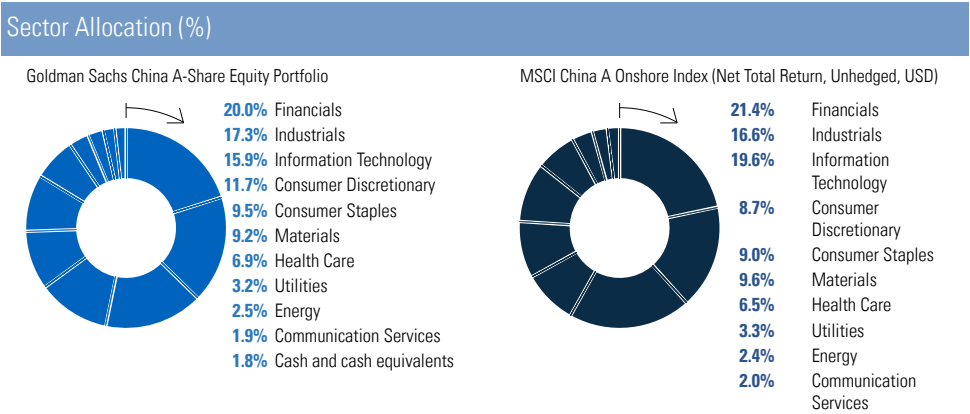 Sector Allocation (%)
Goldman Sachs China A-Share Equity Portfolio
20.0% Financials
17.3% Industrials
15.9% Information Technology
11.7% Consumer Discretionary
9.5% Consumer Staples
9.2% Materials
6.9% Health Care
3.2% Utilities
2.5% Energy
1.9% Communication Services
1.8% Cash and cash equivalents
MSCI China A Onshore Index (Net Total Return, Unhedged, USD)
21.4% Financials
16.6% Industrials
19.6% Information
Technology
8.7% Consumer
Discretionary
9.0% Consumer Staples
9.6% Materials
6.5% Health Care
3.3% Utilities
2.4% Energy
2.0% Communication
Services